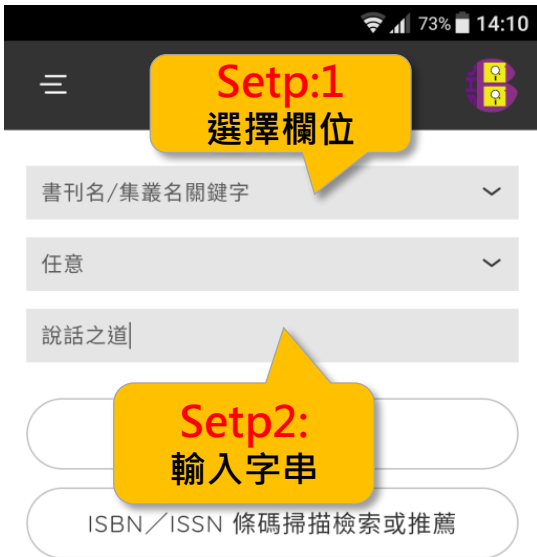 73% 14:10
Setp:1
選擇欄位
書刊名/集叢名關鍵字
任意
說話之道
Setp2:
輸入字串
ISBN／ISSN 條碼掃描檢索或推薦